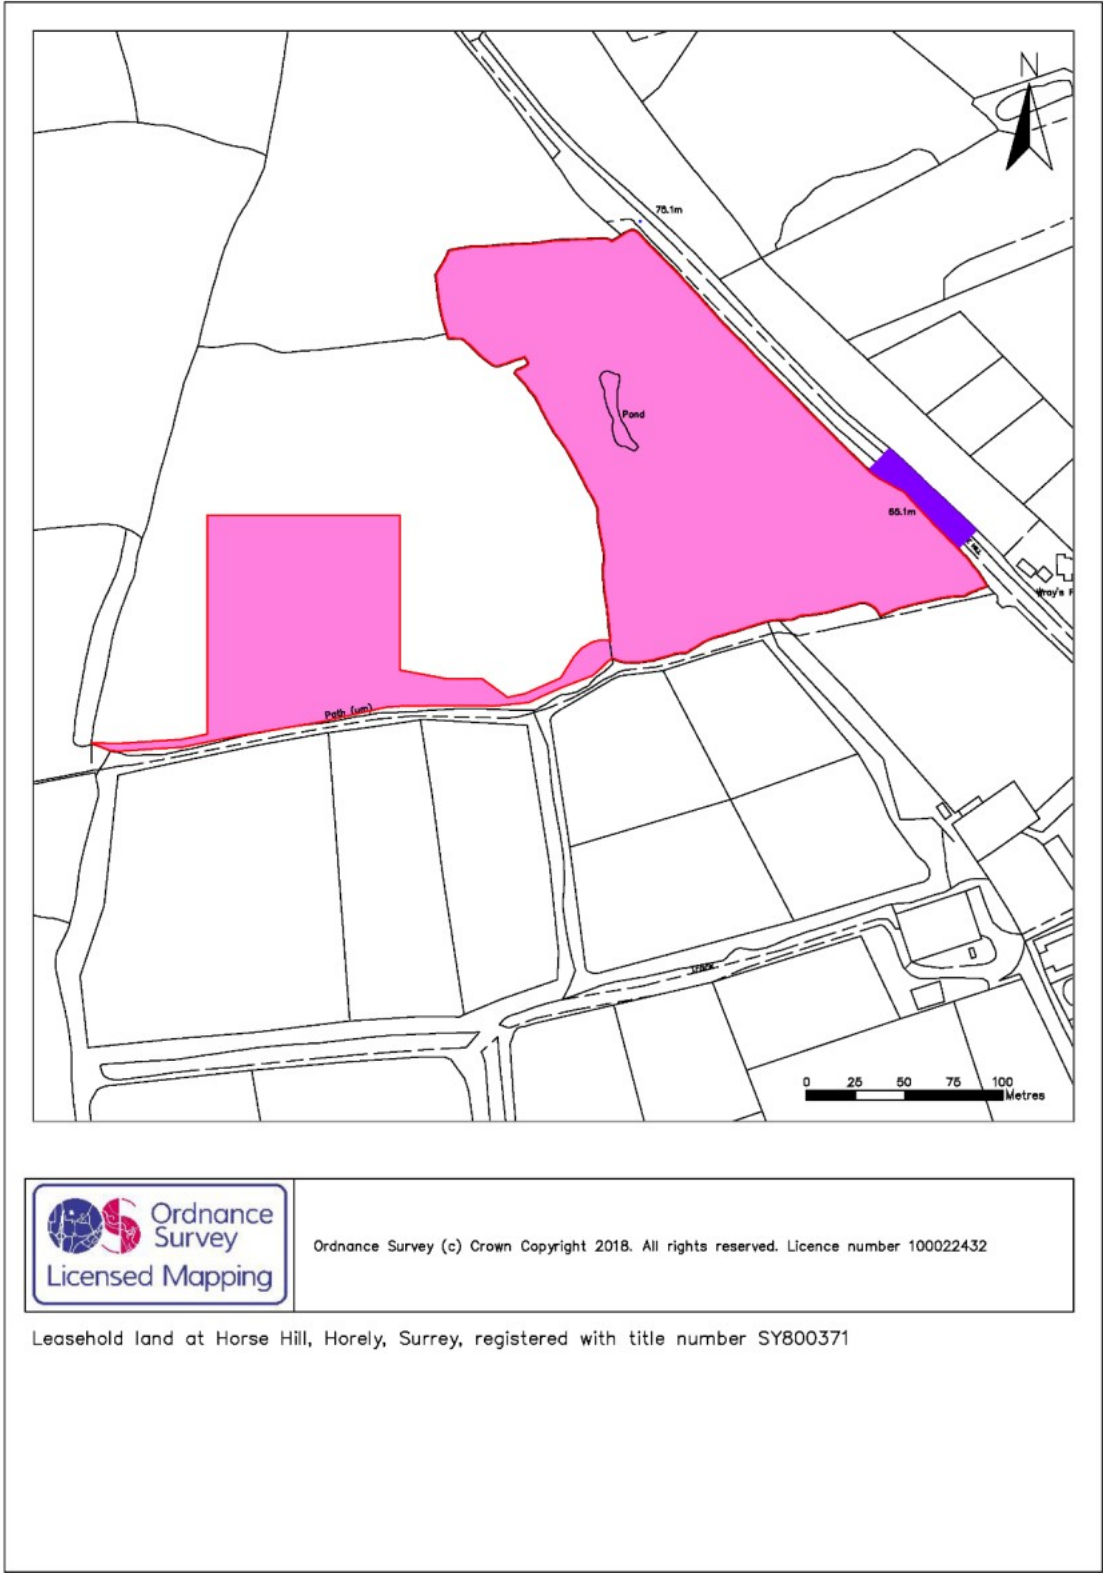 N
75.1m
Pond
65.1m
HILL
Wray's F
Path (um)
Track
0 25 50 75 100
Metres
Ordnance
Survey
Licensed Mapping
Ordnance Survey (c) Crown Copyright 2018. All rights reserved. Licence number 100022432
Leasehold land at Horse Hill, Horely, Surrey, registered with title number SY800371